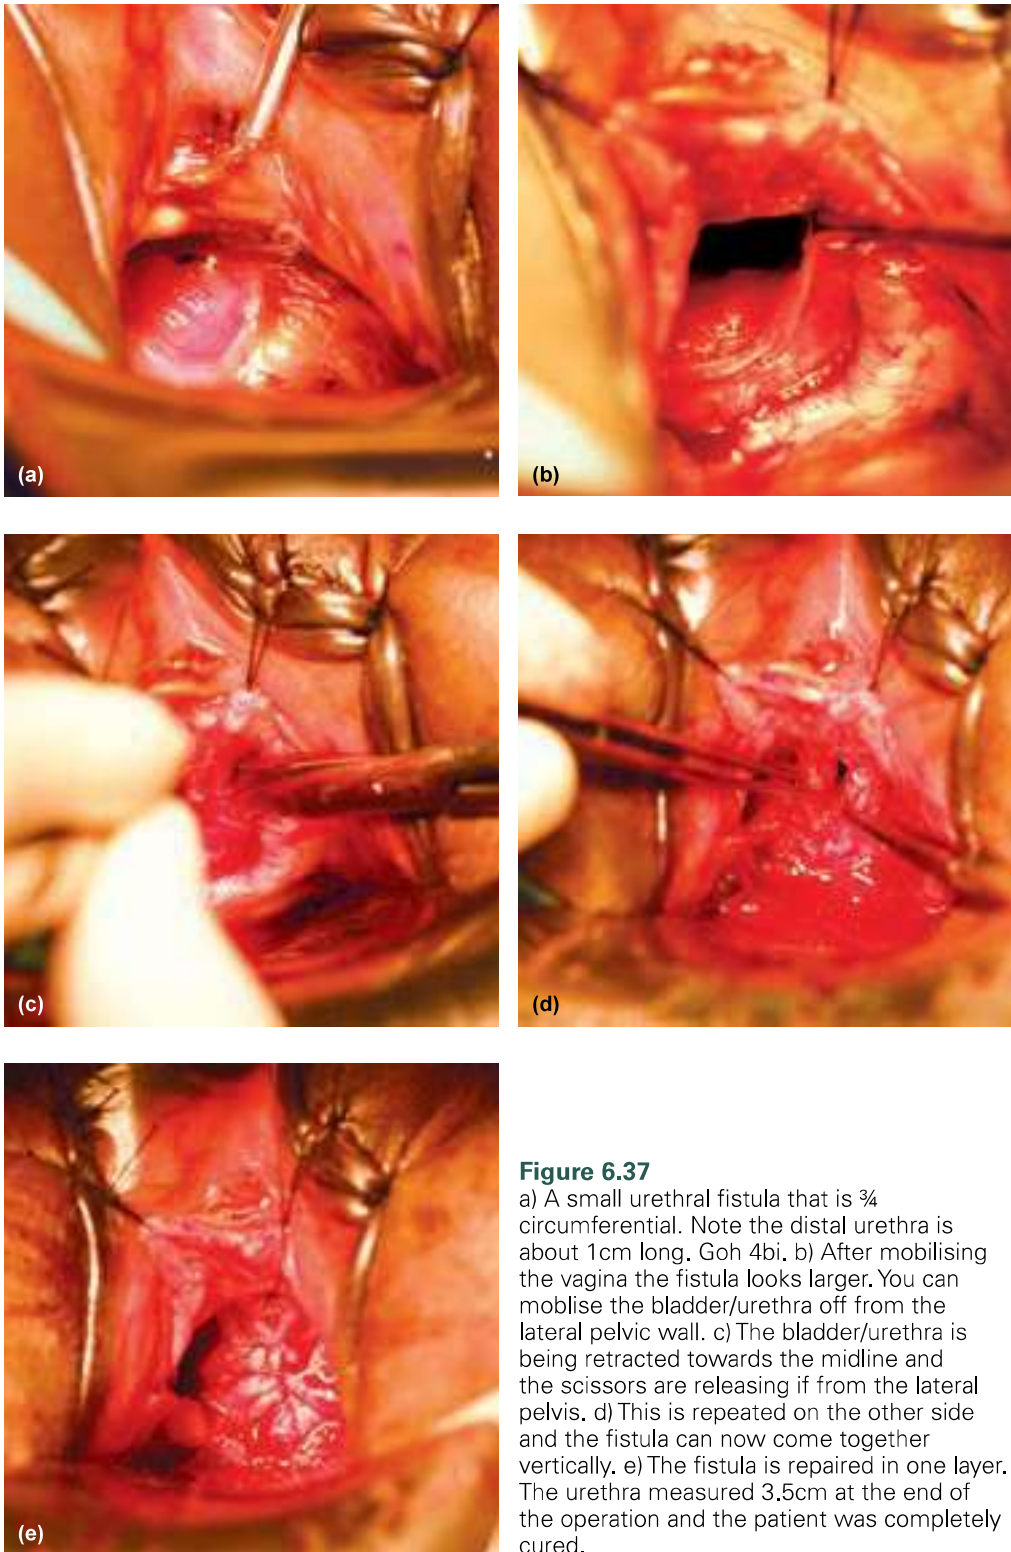 (a)
(b)
(c)
(d)
(e)
Figure 6.37
a) A small urethral fistula that is ¾
circumferential. Note the distal urethra is
about 1cm long. Goh 4bi. b) After mobilising
the vagina the fistula looks larger. You can
moblise the bladder/urethra off from the
lateral pelvic wall. c) The bladder/urethra is
being retracted towards the midline and
the scissors are releasing if from the lateral
pelvis. d) This is repeated on the other side
and the fistula can now come together
vertically. e) The fistula is repaired in one layer.
The urethra measured 3.5cm at the end of
the operation and the patient was completely
cured.